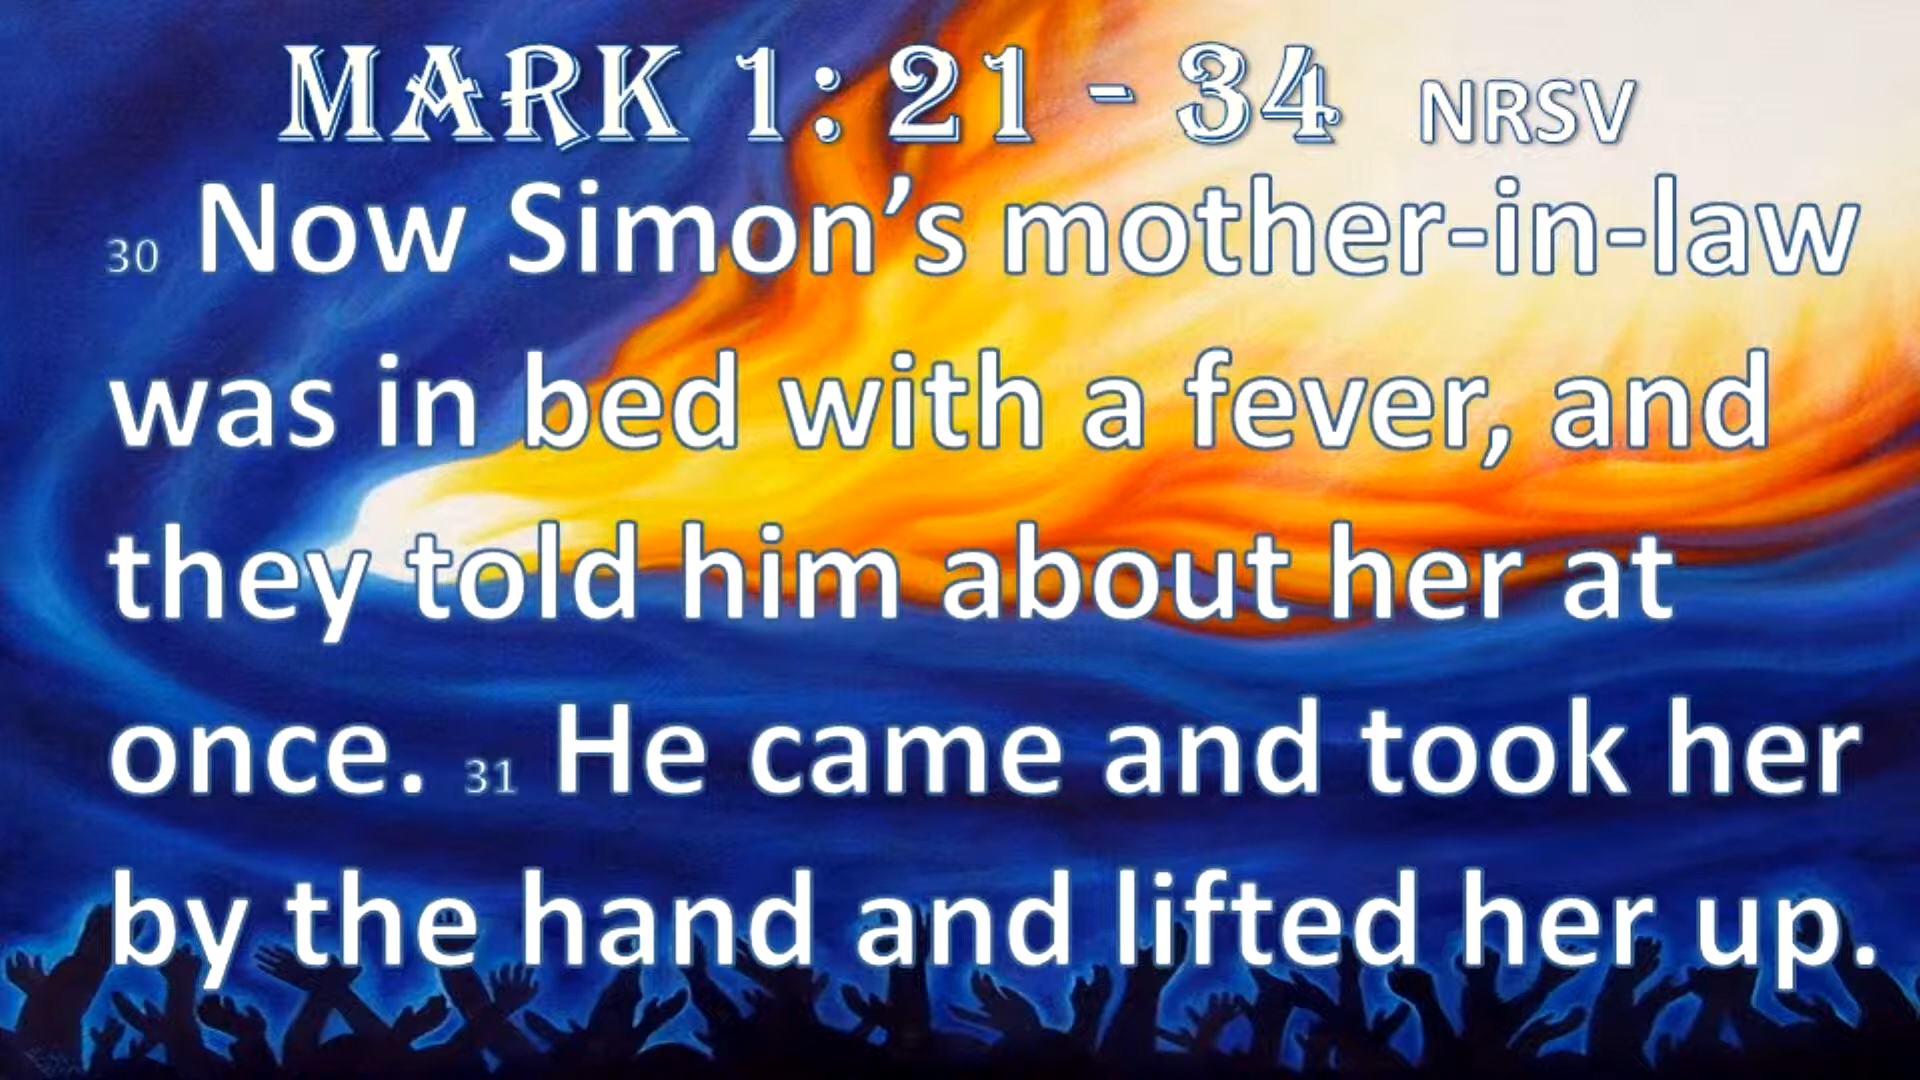 MARK 1: 21 - 34 NRSV
30 Now Simon’s mother-in-law
was in bed with a fever, and
they told him about her at
once. 31 He came and took her
by the hand and lifted her up.